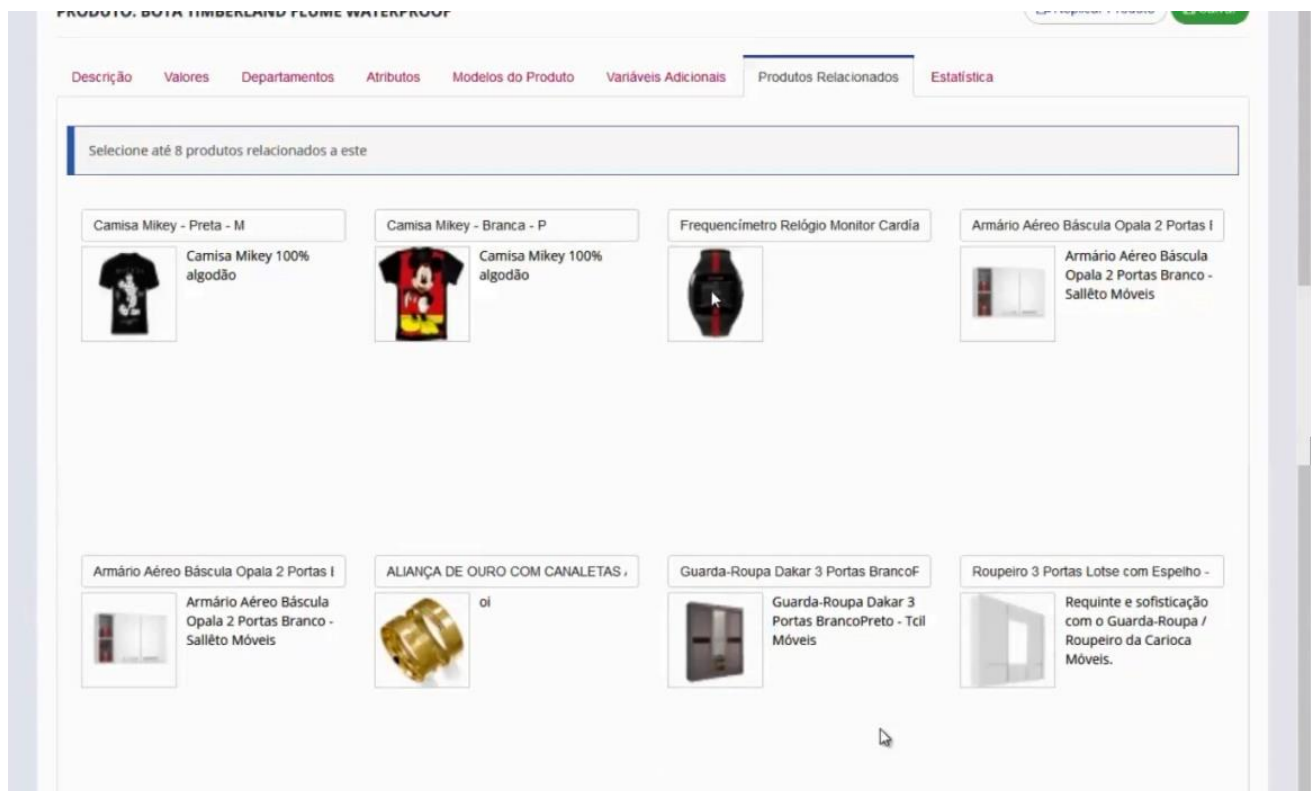 PRODUTO: BOTA TIMBERLAND FLUME WATERPROOF
Replicar Produto
Descrição Valores Departamentos Atributos Modelos do Produto Variáveis Adicionais Produtos Relacionados Estatística
Selecione até 8 produtos relacionados a este
Camisa Mikey - Preta - M
Camisa Mikey 100%
algodão
Camisa Mikey - Branca - P
Camisa Mikey 100%
algodão
Frequencímetro Relógio Monitor Cardía
Armário Aéreo Báscula Opala 2 Portas
Armário Aéreo Báscula
Opala 2 Portas Branco -
Sallêto Móveis
Armário Aéreo Báscula Opala 2 Portas
Armário Aéreo Báscula
Opala 2 Portas Branco -
Sallêto Móveis
ALIANÇA DE OURO COM CANALETAS
oi
Guarda-Roupa Dakar 3 Portas BrancoP
Guarda-Roupa Dakar 3
Portas BrancoPreto - Tcil
Móveis
Roupeiro 3 Portas Lotse com Espelho -
Requinte e sofisticação
com o Guarda-Roupa /
Roupeiro da Carioca
Móveis.